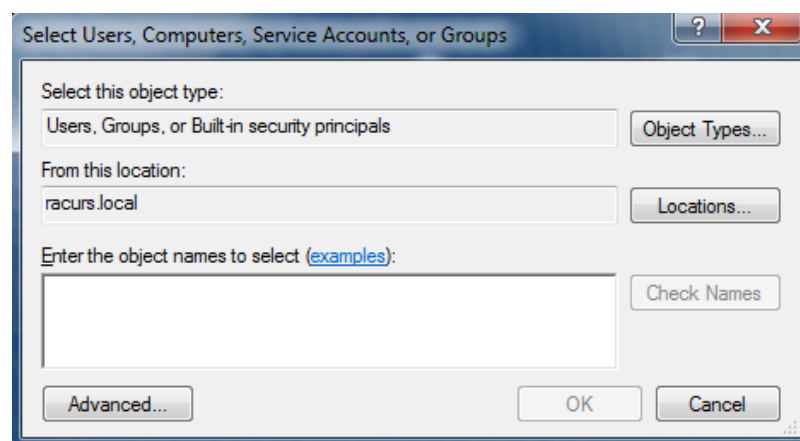 Select Users, Computers, Service Accounts, or Groups
?
X
Select this object type:
Users, Groups, or Built-in security principals
Object Types...
From this location:
racurs.local
Locations...
Enter the object names to select (examples):
Check Names
Advanced...
OK
Cancel